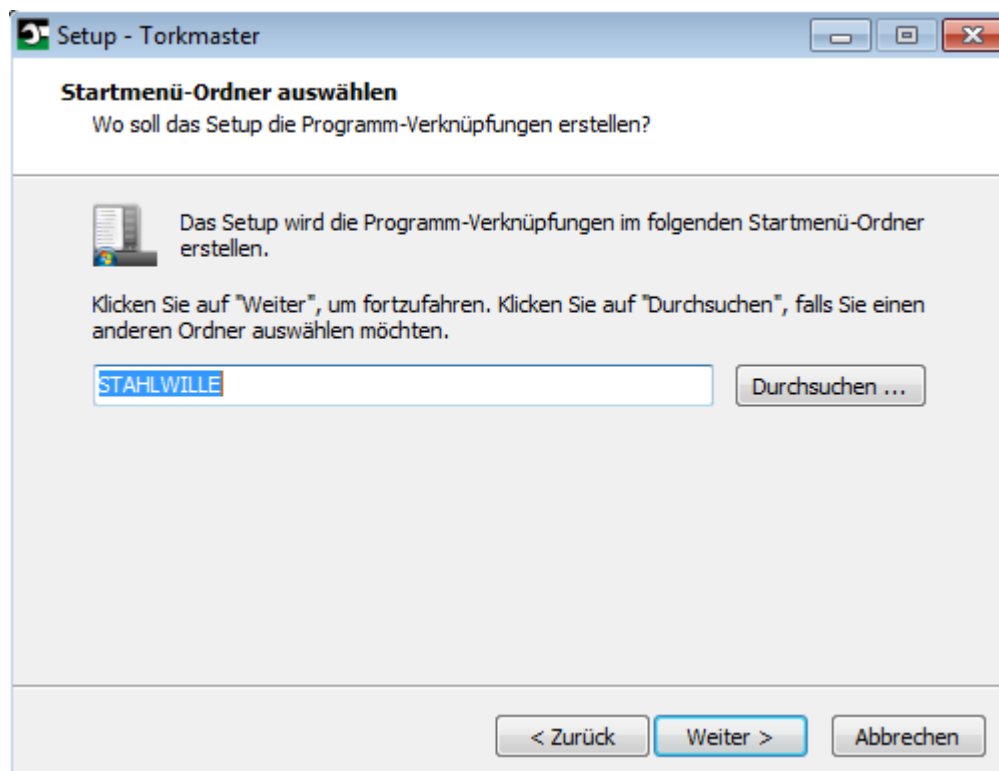 Setup - Torkmaster
Startmenü-Ordner auswählen
Wo soll das Setup die Programm-Verknüpfungen erstellen?
Das Setup wird die Programm-Verknüpfungen im folgenden Startmenü-Ordner
erstellen.
Klicken Sie auf "Weiter", um fortzufahren. Klicken Sie auf "Durchsuchen", falls Sie einen
anderen Ordner auswählen möchten.
STAHLWILLE
Durchsuchen ...
< Zurück
Weiter >
Abbrechen